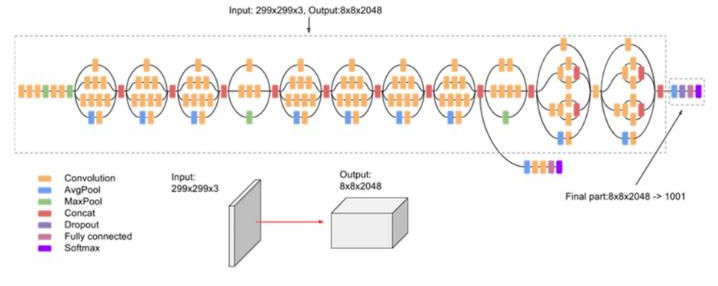 Input: 299x299x3, Output:8x8x2048
Convolution
AvgPool
MaxPool
Concat
Dropout
Fully connected
Softmax
Input:
299x299x3
Output:
8x8x2048
Final part:8x8x2048 -> 1001